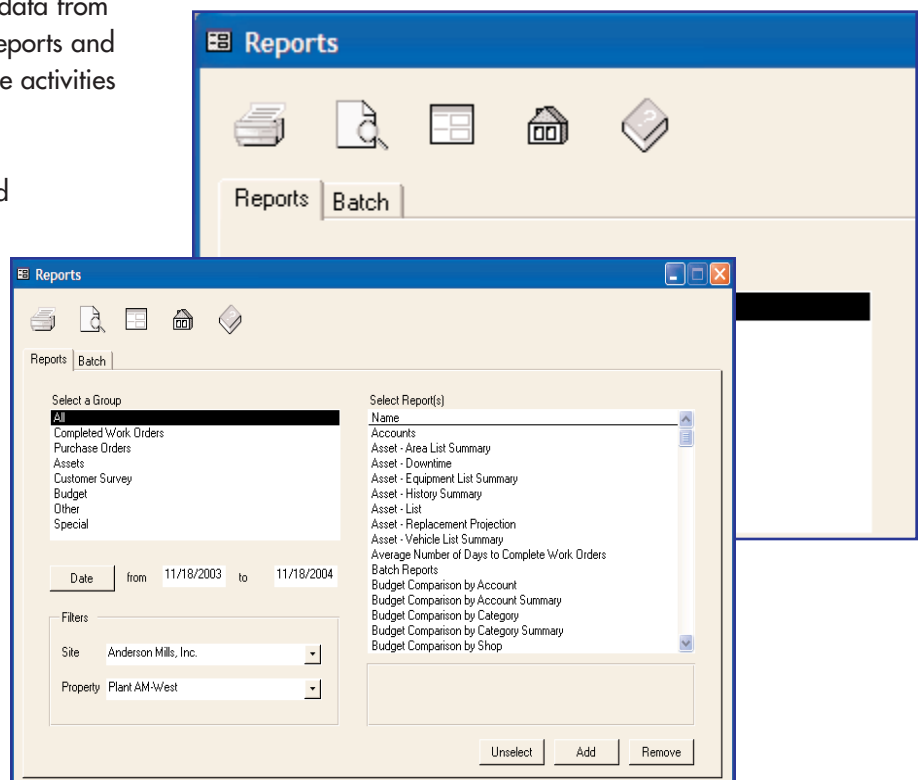 data from
eports and
e activities
d
Reports
Reports Batch
Reports
Reports Batch
Select a Group
All
Completed Work Orders
Purchase Orders
Assets
Customer Survey
Budget
Other
Special
Date from 11/18/2003 to 11/18/2004
Filters
Site Anderson Mills, Inc.
Property Plant AM-West
Select Report(s)
Name
Accounts
Asset - Area List Summary
Asset - Downtime
Asset - Equipment List Summary
Asset - History Summary
Asset - List
Asset - Replacement Projection
Asset - Vehicle List Summary
Average Number of Days to Complete Work Orders
Batch Reports
Budget Comparison by Account
Budget Comparison by Account Summary
Budget Comparison by Category
Budget Comparison by Category Summary
Budget Comparison by Shop
Unselect Add Remove